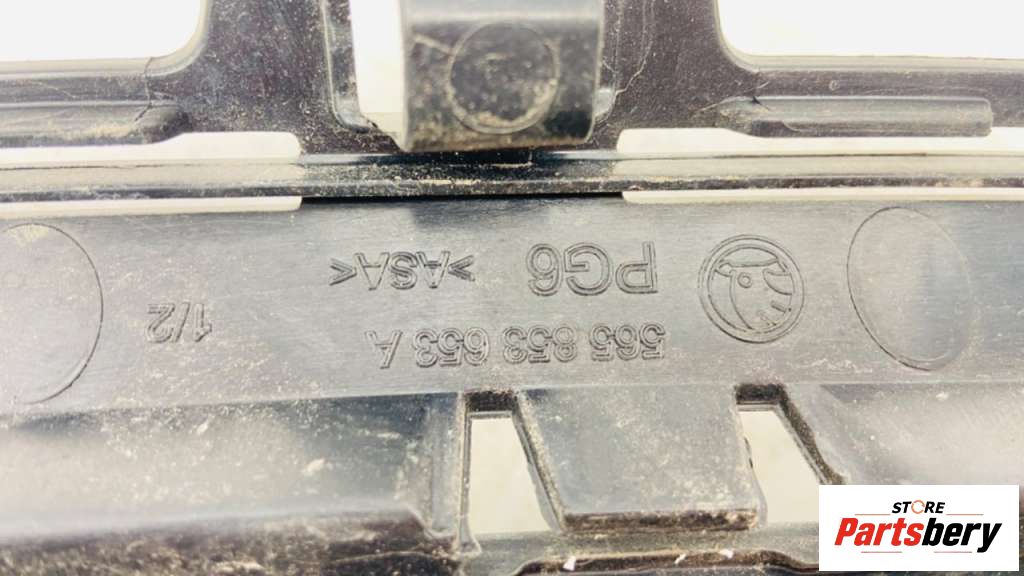 565 853 653 A
1/2
PG6 >ASA<
STORE
Partsbery